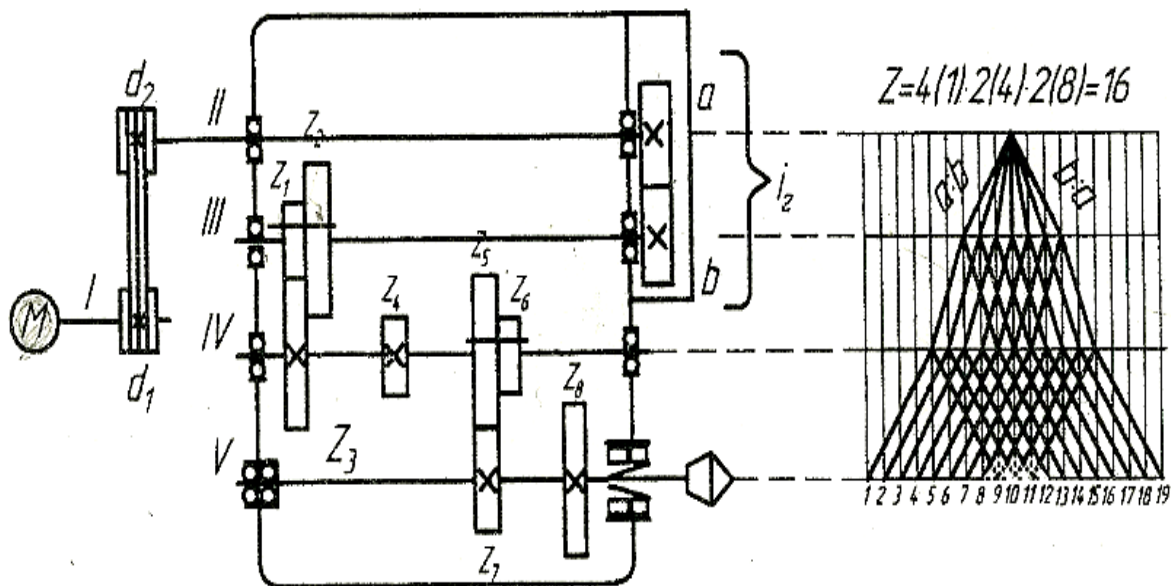 Z=4(1)·2(4)·2(8)=16
d₂
II
Z₂
a
a:b
b:a
Z₁
i₂
III
Z₅
b
M
I
Z₄
Z₆
IV
d₁
Z₈
V
Z₃
Z₇
1 2 3 4 5 6 7 8 9 10 11 12 13 14 15 16 17 18 19